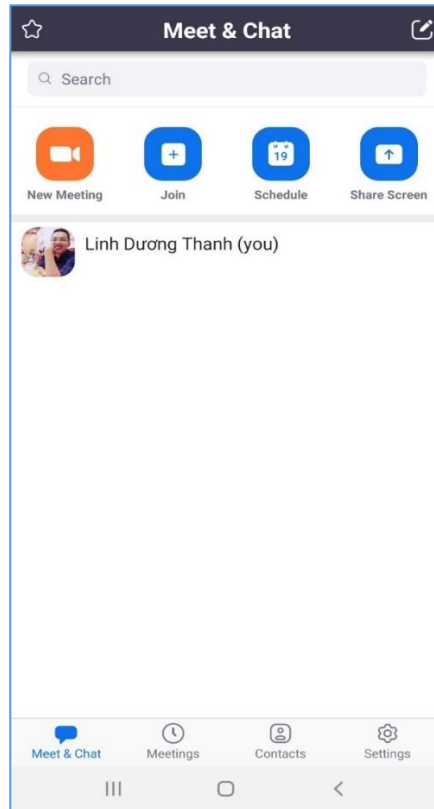 Meet & Chat
Search
19
New Meeting Join Schedule Share Screen
Linh Dương Thanh (you)
Meet & Chat Meetings Contacts Settings